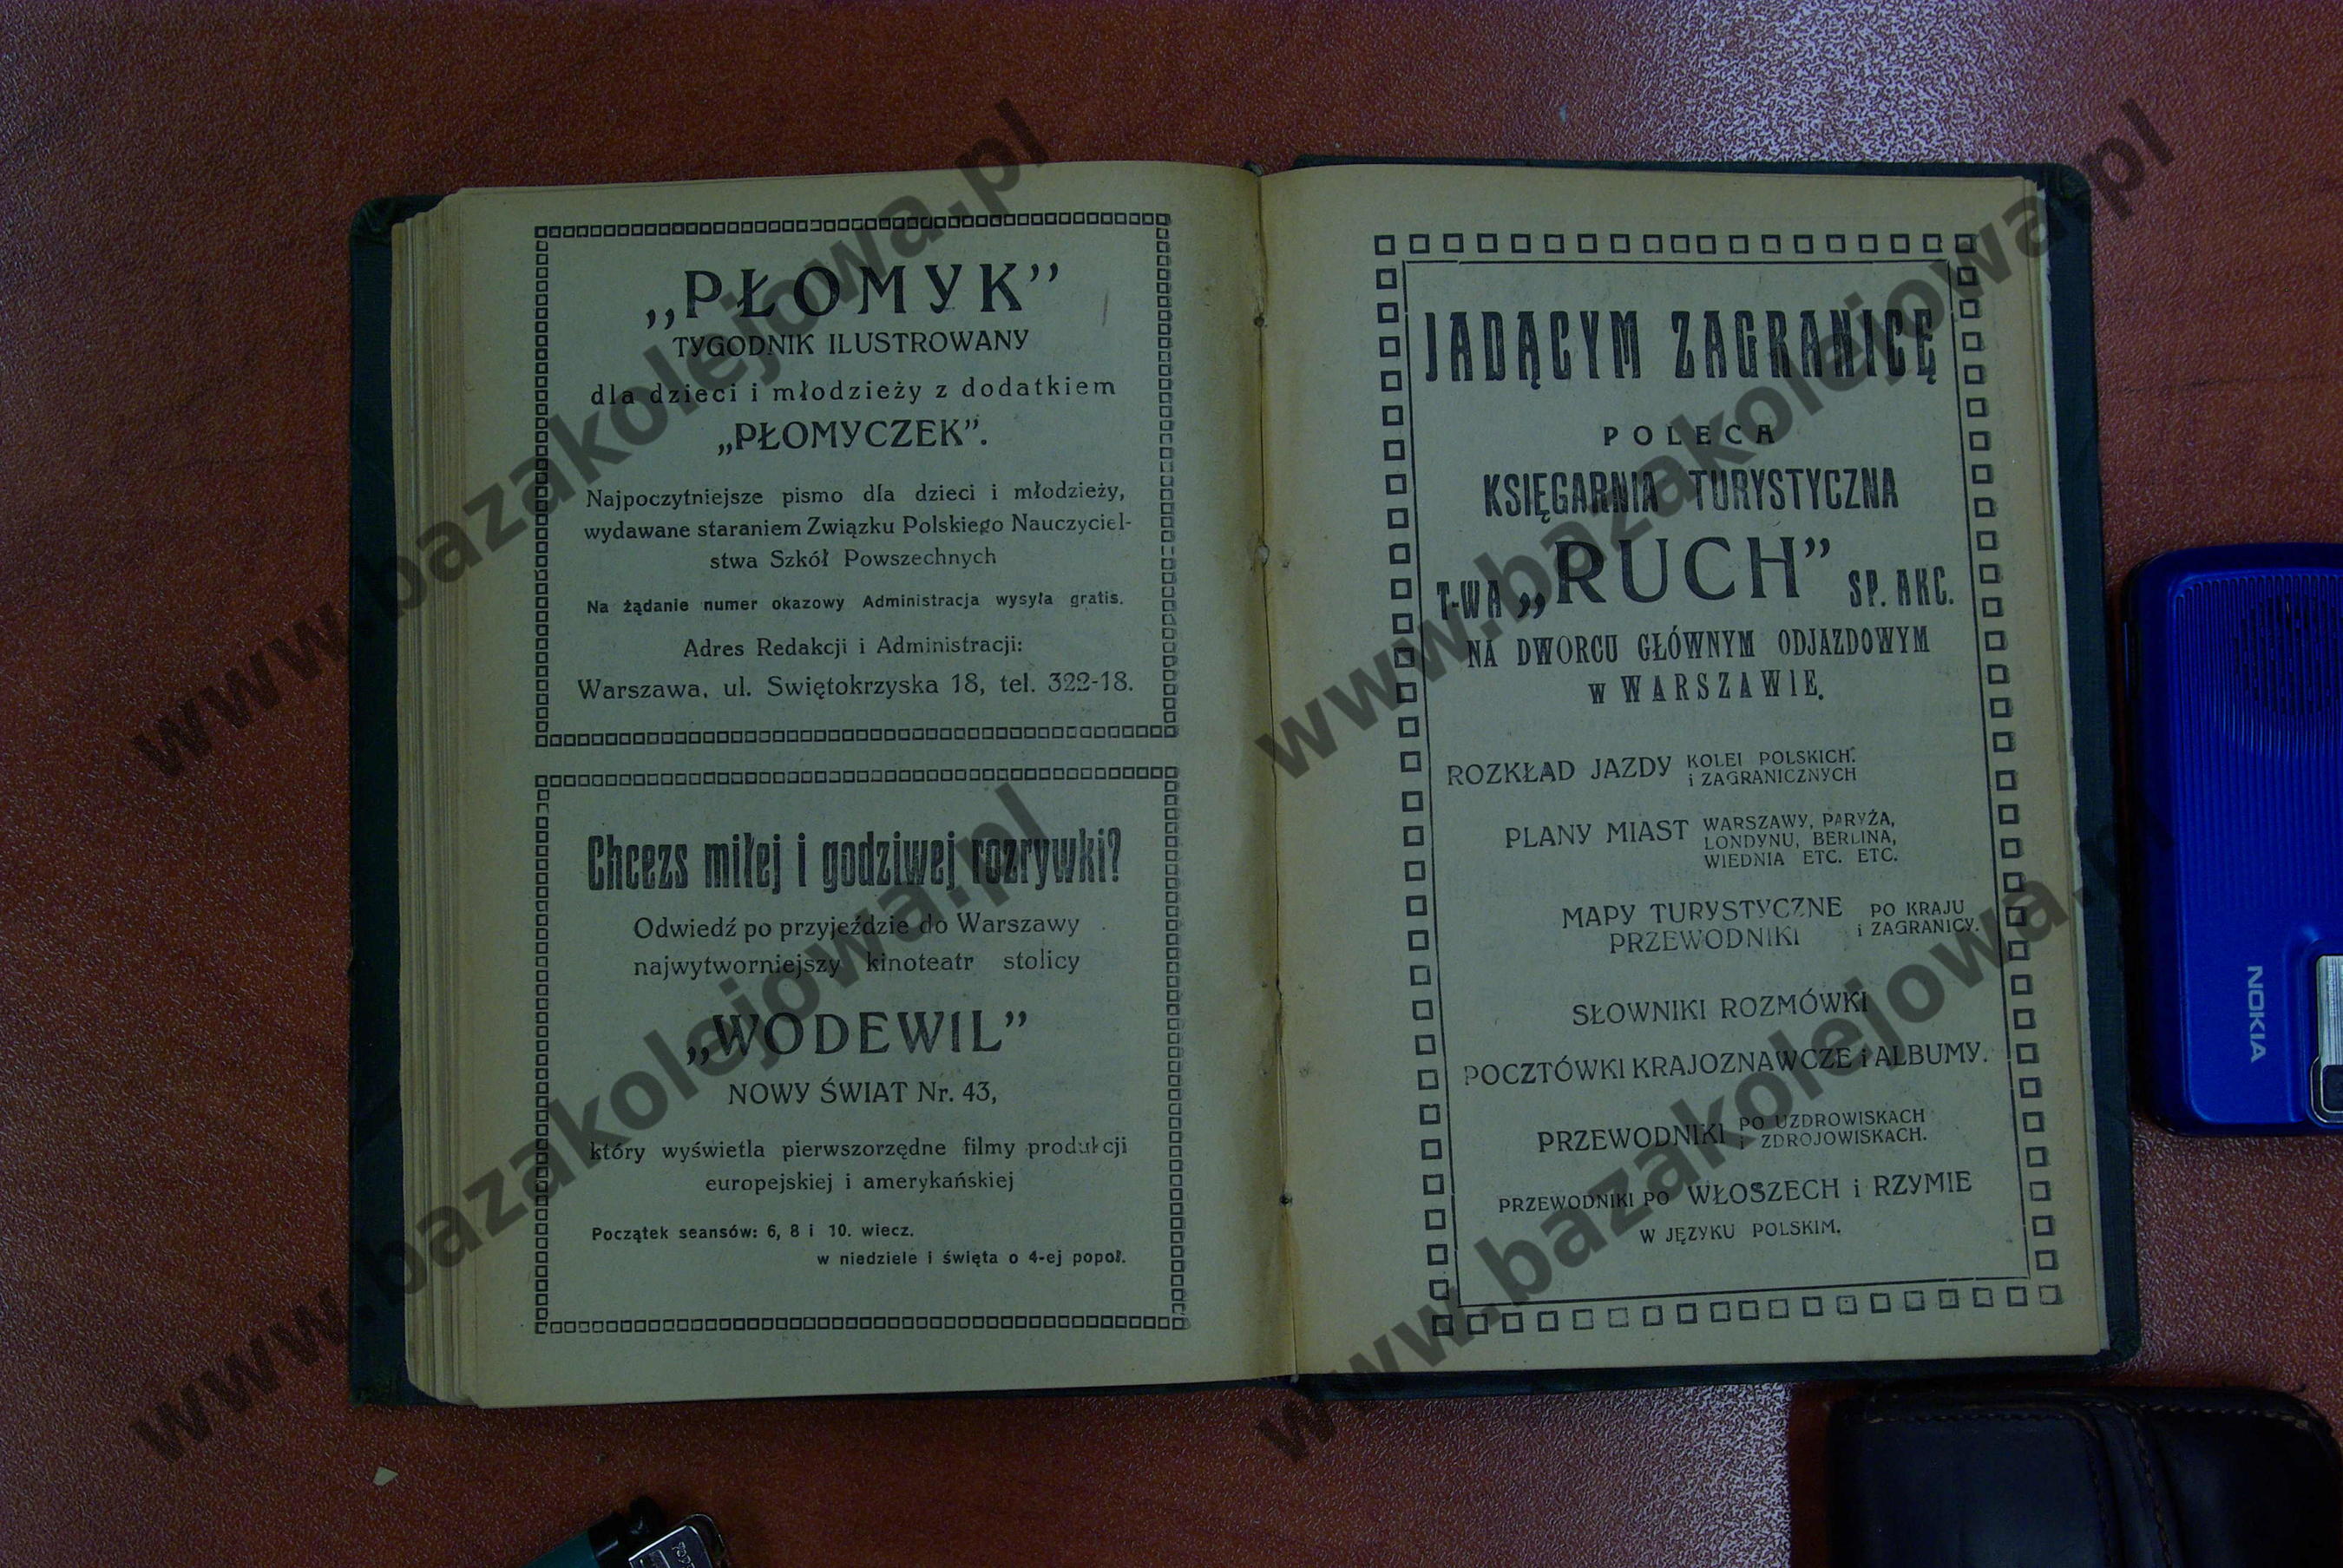 „PŁOMYK”
TYGODNIK ILUSTROWANY
dla dzieci i młodzieży z dodatkiem
„PŁOMYCZEK”.
Najpoczytniejsze pismo dla dzieci i młodzieży,
wydawane staraniem Związku Polskiego Nauczyciel-
stwa Szkół Powszechnych
Na żądanie numer okazowy Administracja wysyła gratis.
Adres Redakcji i Administracji:
Warszawa, ul. Swiętokrzyska 18, tel. 322-18.
Chcezs miłej i godziwej rozrywki?
Odwiedź po przyjeździe do Warszawy
najwytworniejszy kinoteatr stolicy
„WODEWIL”
NOWY ŚWIAT Nr. 43,
który wyświetla pierwszorzędne filmy produkcji
europejskiej i amerykańskiej
Początek seansów: 6, 8 i 10. wiecz.
w niedziele i święta o 4-ej popoł.
JADĄCYM ZAGRANICĘ
POLECA
KSIĘGARNIA TURYSTYCZNA
T-WA „RUCH” SP. AKC.
NA DWORCU GŁÓWNYM ODJAZDOWYM
w WARSZAWIE.
ROZKŁAD JAZDY KOLEI POLSKICH.
i ZAGRANICZNYCH
PLANY MIAST WARSZAWY, PARYŻA,
LONDYNU, BERLINA,
WIEDNIA ETC. ETC.
MAPY TURYSTYCZNE PO KRAJU
PRZEWODNIKI i ZAGRANICY.
SŁOWNIKI ROZMÓWKI
POCZTÓWKI KRAJOZNAWCZE i ALBUMY.
PRZEWODNIKI PO UZDROWISKACH
i ZDROJOWISKACH.
PRZEWODNIKI PO WŁOSZECH i RZYMIE
W JĘZYKU POLSKIM.
NOKIA
www.bazakolejowa.pl
www.bazakolejowa.pl
www.bazakolejowa.pl
www.bazakolejowa.p